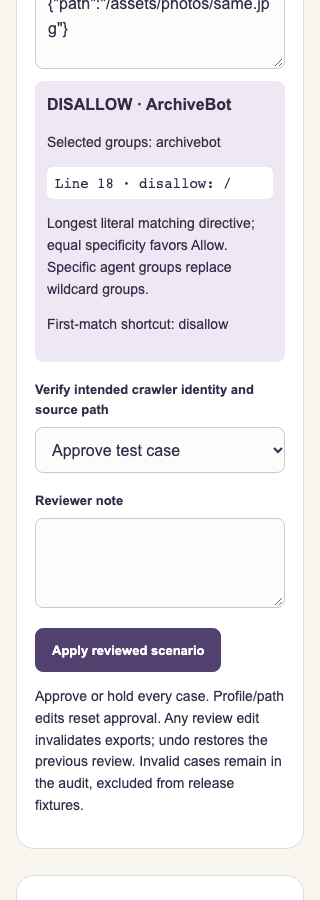 {"path":"/assets/photos/same.jp
g"}
DISALLOW · ArchiveBot
Selected groups: archivebot
Line 18 · disallow: /
Longest literal matching directive;
equal specificity favors Allow.
Specific agent groups replace
wildcard groups.
First-match shortcut: disallow
Verify intended crawler identity and
source path
Approve test case
Reviewer note
Apply reviewed scenario
Approve or hold every case. Profile/path
edits reset approval. Any review edit
invalidates exports; undo restores the
previous review. Invalid cases remain in
the audit, excluded from release
fixtures.